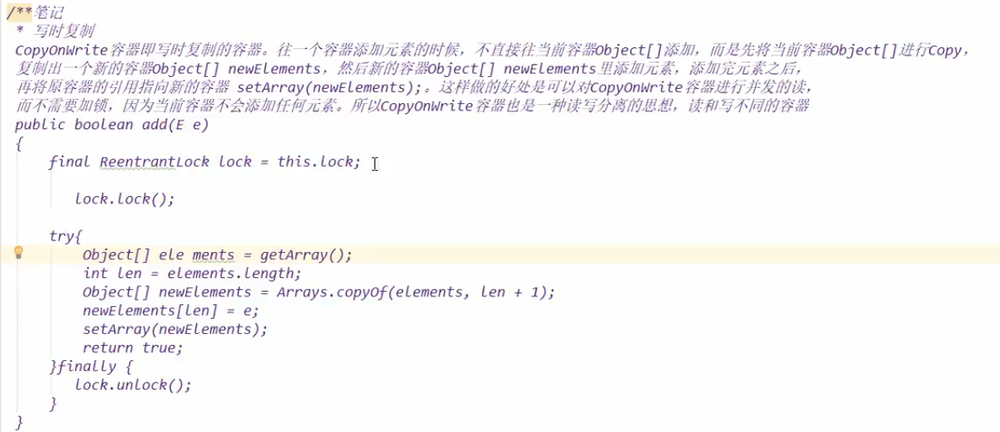 /**笔记
* 写时复制
CopyOnWrite容器即写时复制的容器。往一个容器添加元素的时候，不直接往当前容器Object[]添加，而是先将当前容器Object[]进行Copy，
复制出一个新的容器Object[] newElements，然后新的容器Object[] newElements里添加元素，添加完元素之后，
再将原容器的引用指向新的容器 setArray(newElements);。这样做的好处是可以对CopyOnWrite容器进行并发的读，
而不需要加锁，因为当前容器不会添加任何元素。所以CopyOnWrite容器也是一种读写分离的思想，读和写不同的容器
public boolean add(E e)
{
final ReentrantLock lock = this.lock;
lock.lock();
try{
Object[] ele ments = getArray();
int len = elements.length;
Object[] newElements = Arrays.copyOf(elements, len + 1);
newElements[len] = e;
setArray(newElements);
return true;
}finally {
lock.unlock();
}
}